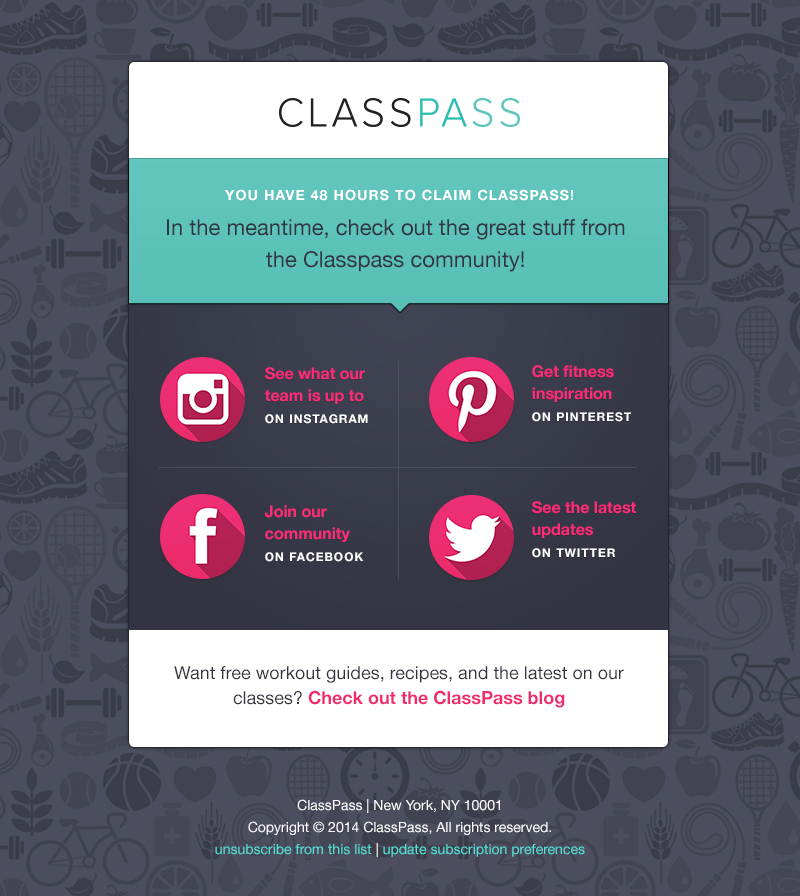 CLASSPASS
YOU HAVE 48 HOURS TO CLAIM CLASSPASS!
In the meantime, check out the great stuff from
the Classpass community!
See what our
team is up to
ON INSTAGRAM
Get fitness
inspiration
ON PINTEREST
Join our
community
ON FACEBOOK
See the latest
updates
ON TWITTER
Want free workout guides, recipes, and the latest on our
classes? Check out the ClassPass blog
ClassPass | New York, NY 10001
Copyright © 2014 ClassPass, All rights reserved.
unsubscribe from this list | update subscription preferences